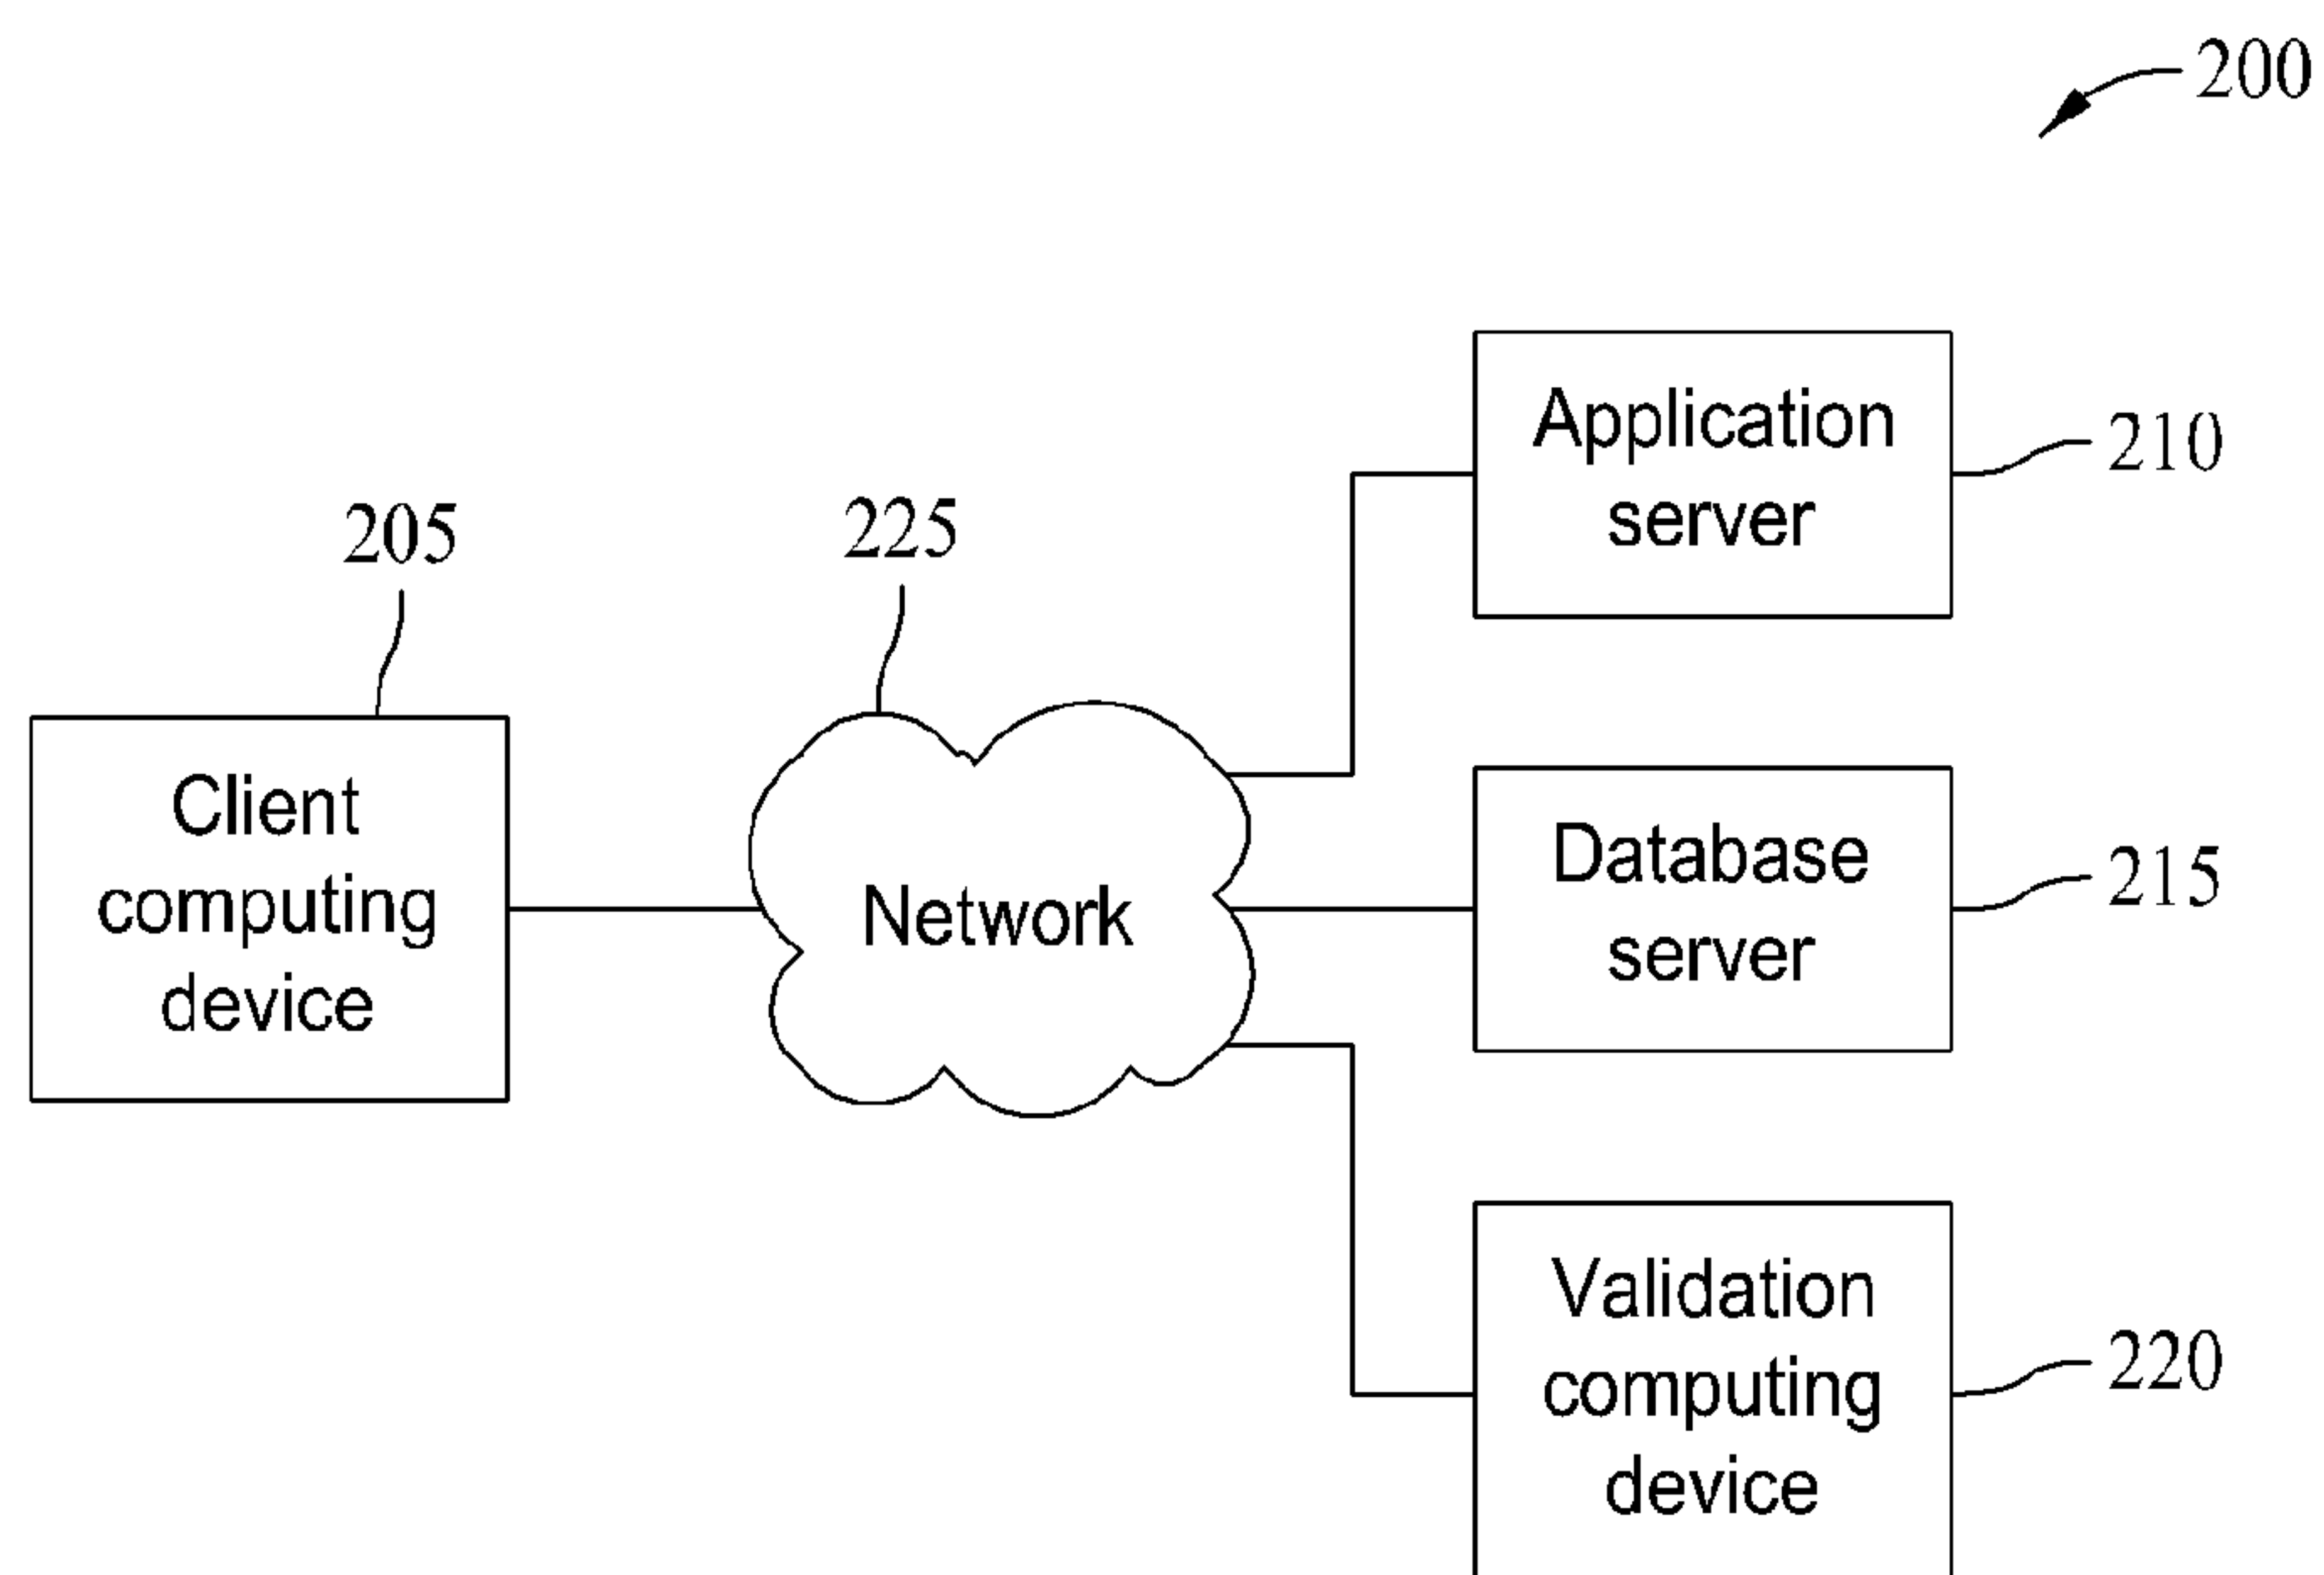 200
Application
server
210
205
225
Client
computing
device
Network
Database
server
215
Validation
computing
device
220